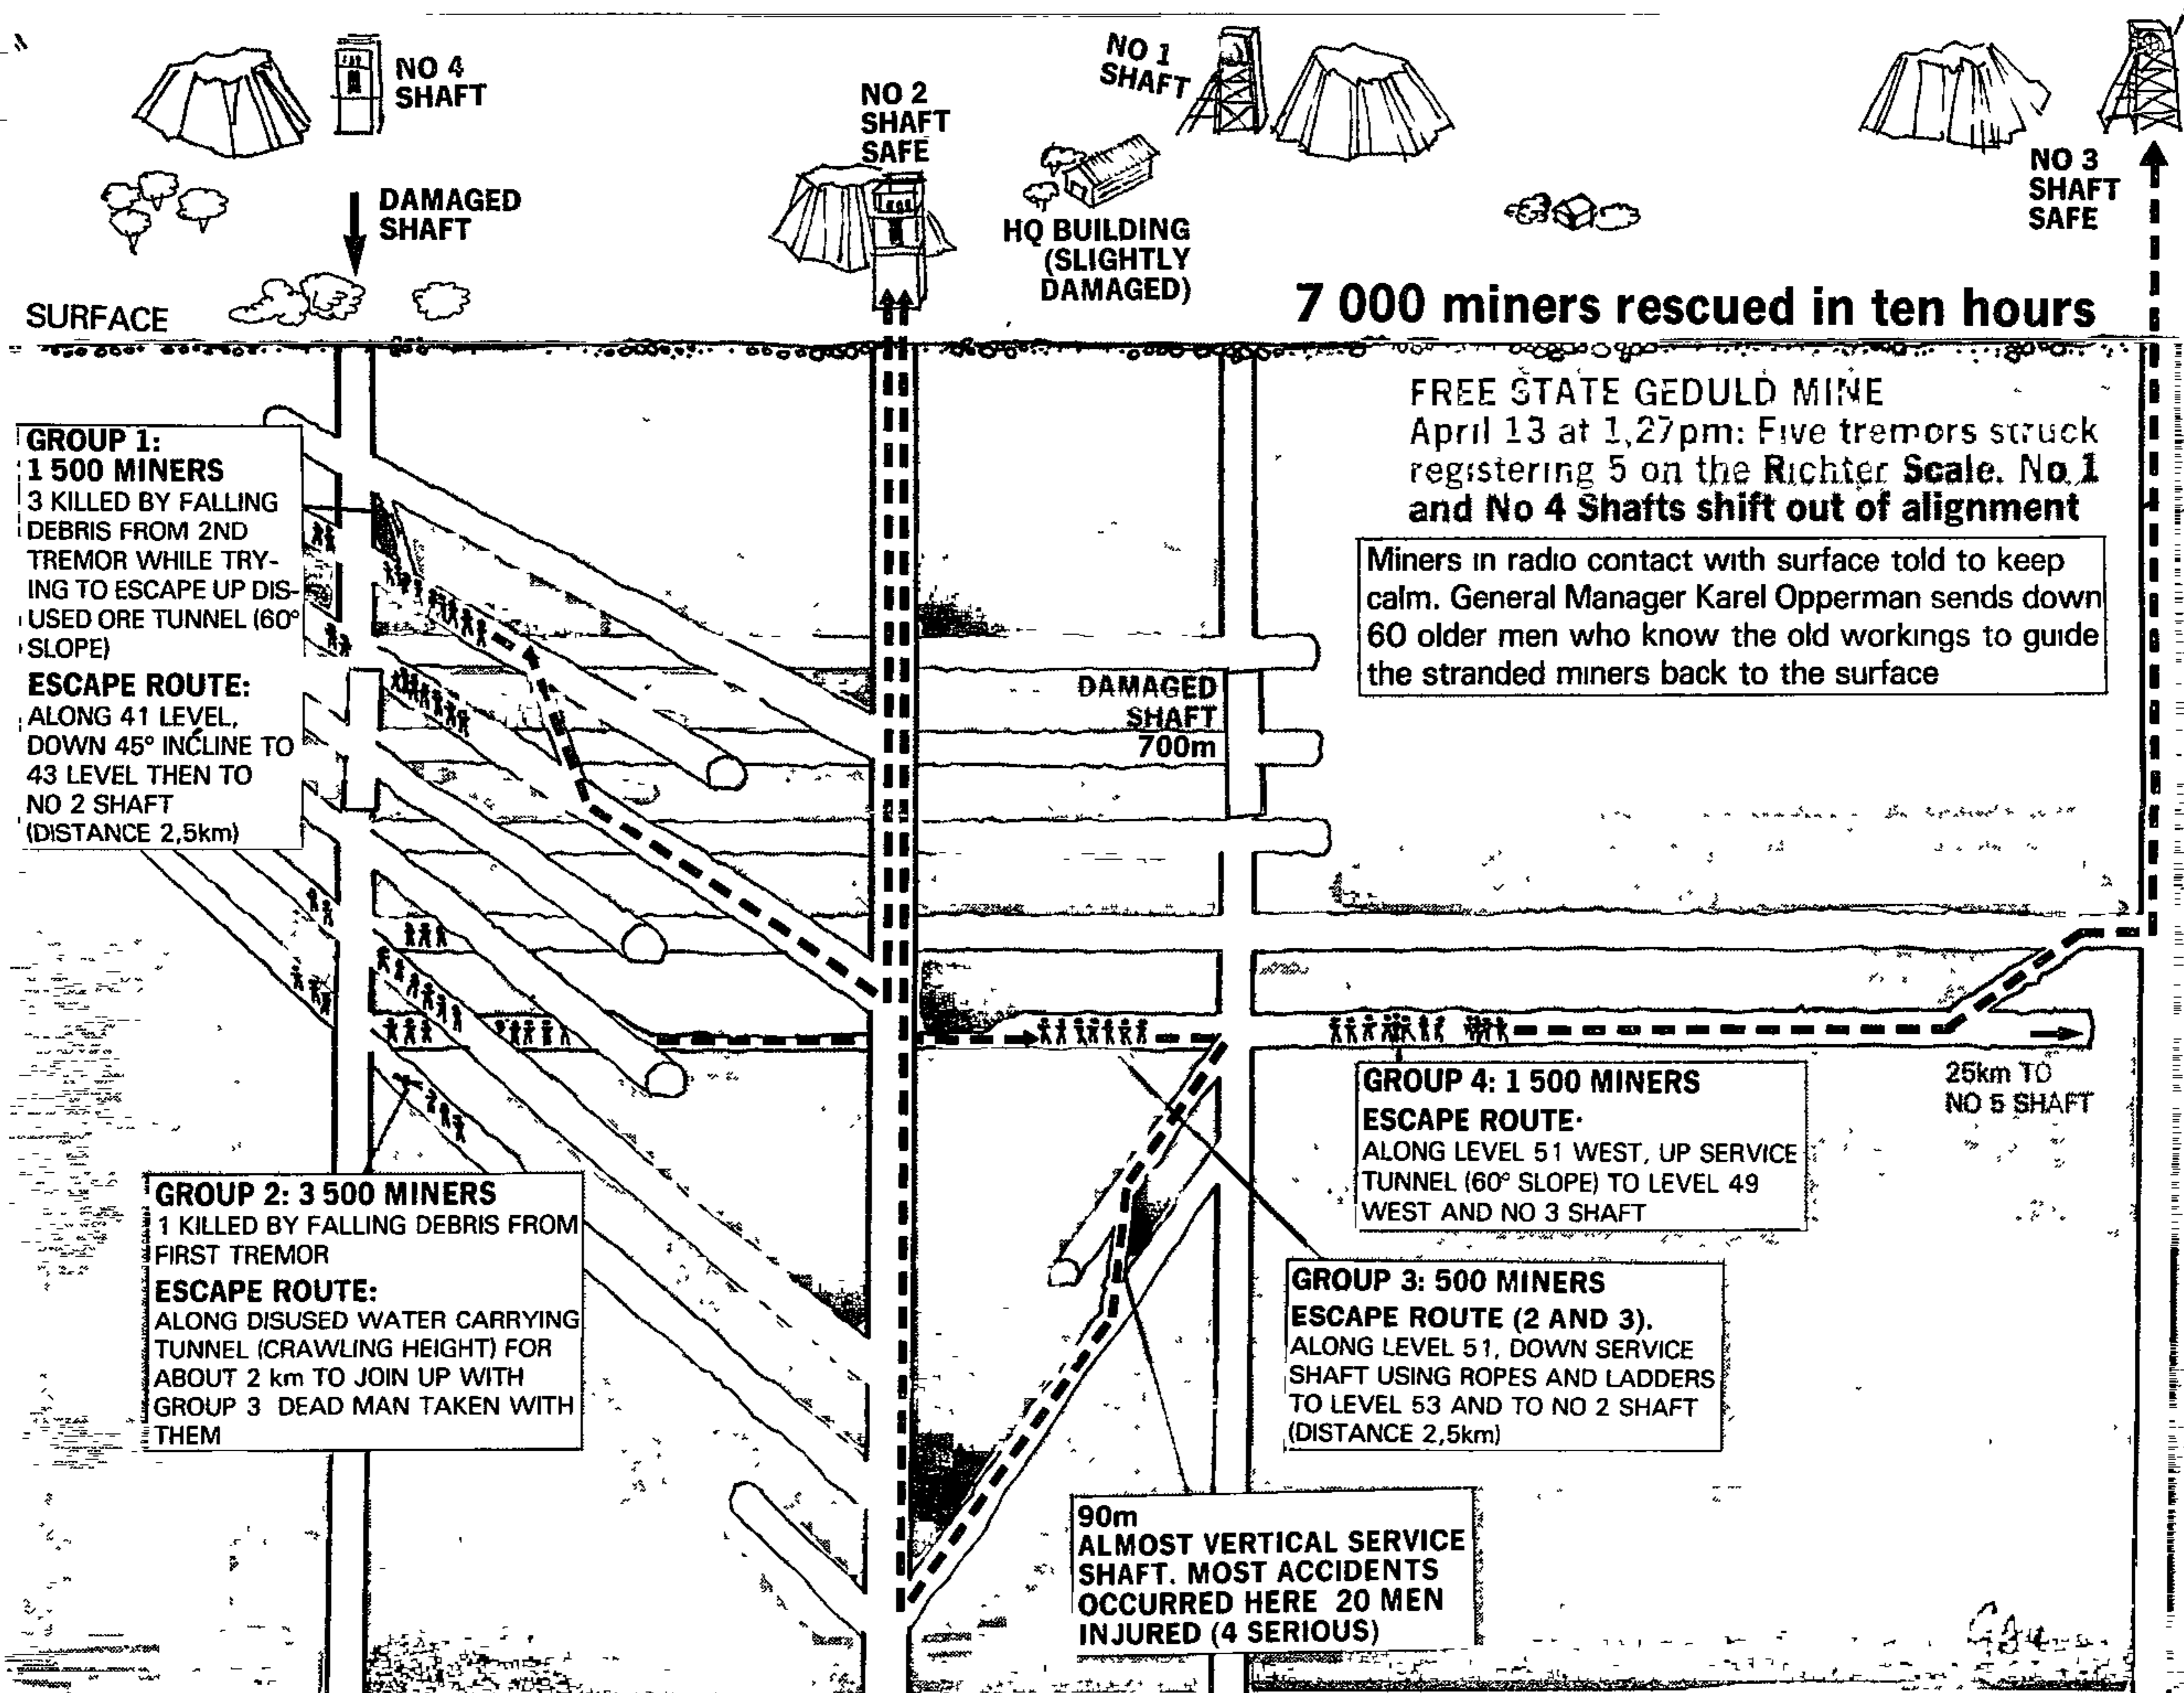 NO 4
SHAFT
DAMAGED
SHAFT
NO 2
SHAFT
SAFE
NO 1
SHAFT
HQ BUILDING
(SLIGHTLY
DAMAGED)
NO 3
SHAFT
SAFE
SURFACE
7 000 miners rescued in ten hours
FREE STATE GEDULD MINE
April 13 at 1,27pm: Five tremors struck
registering 5 on the Richter Scale. No 1
and No 4 Shafts shift out of alignment
Miners in radio contact with surface told to keep
calm. General Manager Karel Opperman sends down
60 older men who know the old workings to guide
the stranded miners back to the surface
GROUP 1:
1 500 MINERS
3 KILLED BY FALLING
DEBRIS FROM 2ND
TREMOR WHILE TRY-
ING TO ESCAPE UP DIS-
USED ORE TUNNEL (60°
SLOPE)
ESCAPE ROUTE:
ALONG 41 LEVEL,
DOWN 45° INCLINE TO
43 LEVEL THEN TO
NO 2 SHAFT
(DISTANCE 2,5km)
DAMAGED
SHAFT
700m
GROUP 2: 3 500 MINERS
1 KILLED BY FALLING DEBRIS FROM
FIRST TREMOR
ESCAPE ROUTE:
ALONG DISUSED WATER CARRYING
TUNNEL (CRAWLING HEIGHT) FOR
ABOUT 2 km TO JOIN UP WITH
GROUP 3 DEAD MAN TAKEN WITH
THEM
GROUP 4: 1 500 MINERS
ESCAPE ROUTE·
ALONG LEVEL 51 WEST, UP SERVICE
TUNNEL (60° SLOPE) TO LEVEL 49
WEST AND NO 3 SHAFT
25km TO
NO 5 SHAFT
GROUP 3: 500 MINERS
ESCAPE ROUTE (2 AND 3).
ALONG LEVEL 51, DOWN SERVICE
SHAFT USING ROPES AND LADDERS
TO LEVEL 53 AND TO NO 2 SHAFT
(DISTANCE 2,5km)
90m
ALMOST VERTICAL SERVICE
SHAFT. MOST ACCIDENTS
OCCURRED HERE 20 MEN
INJURED (4 SERIOUS)